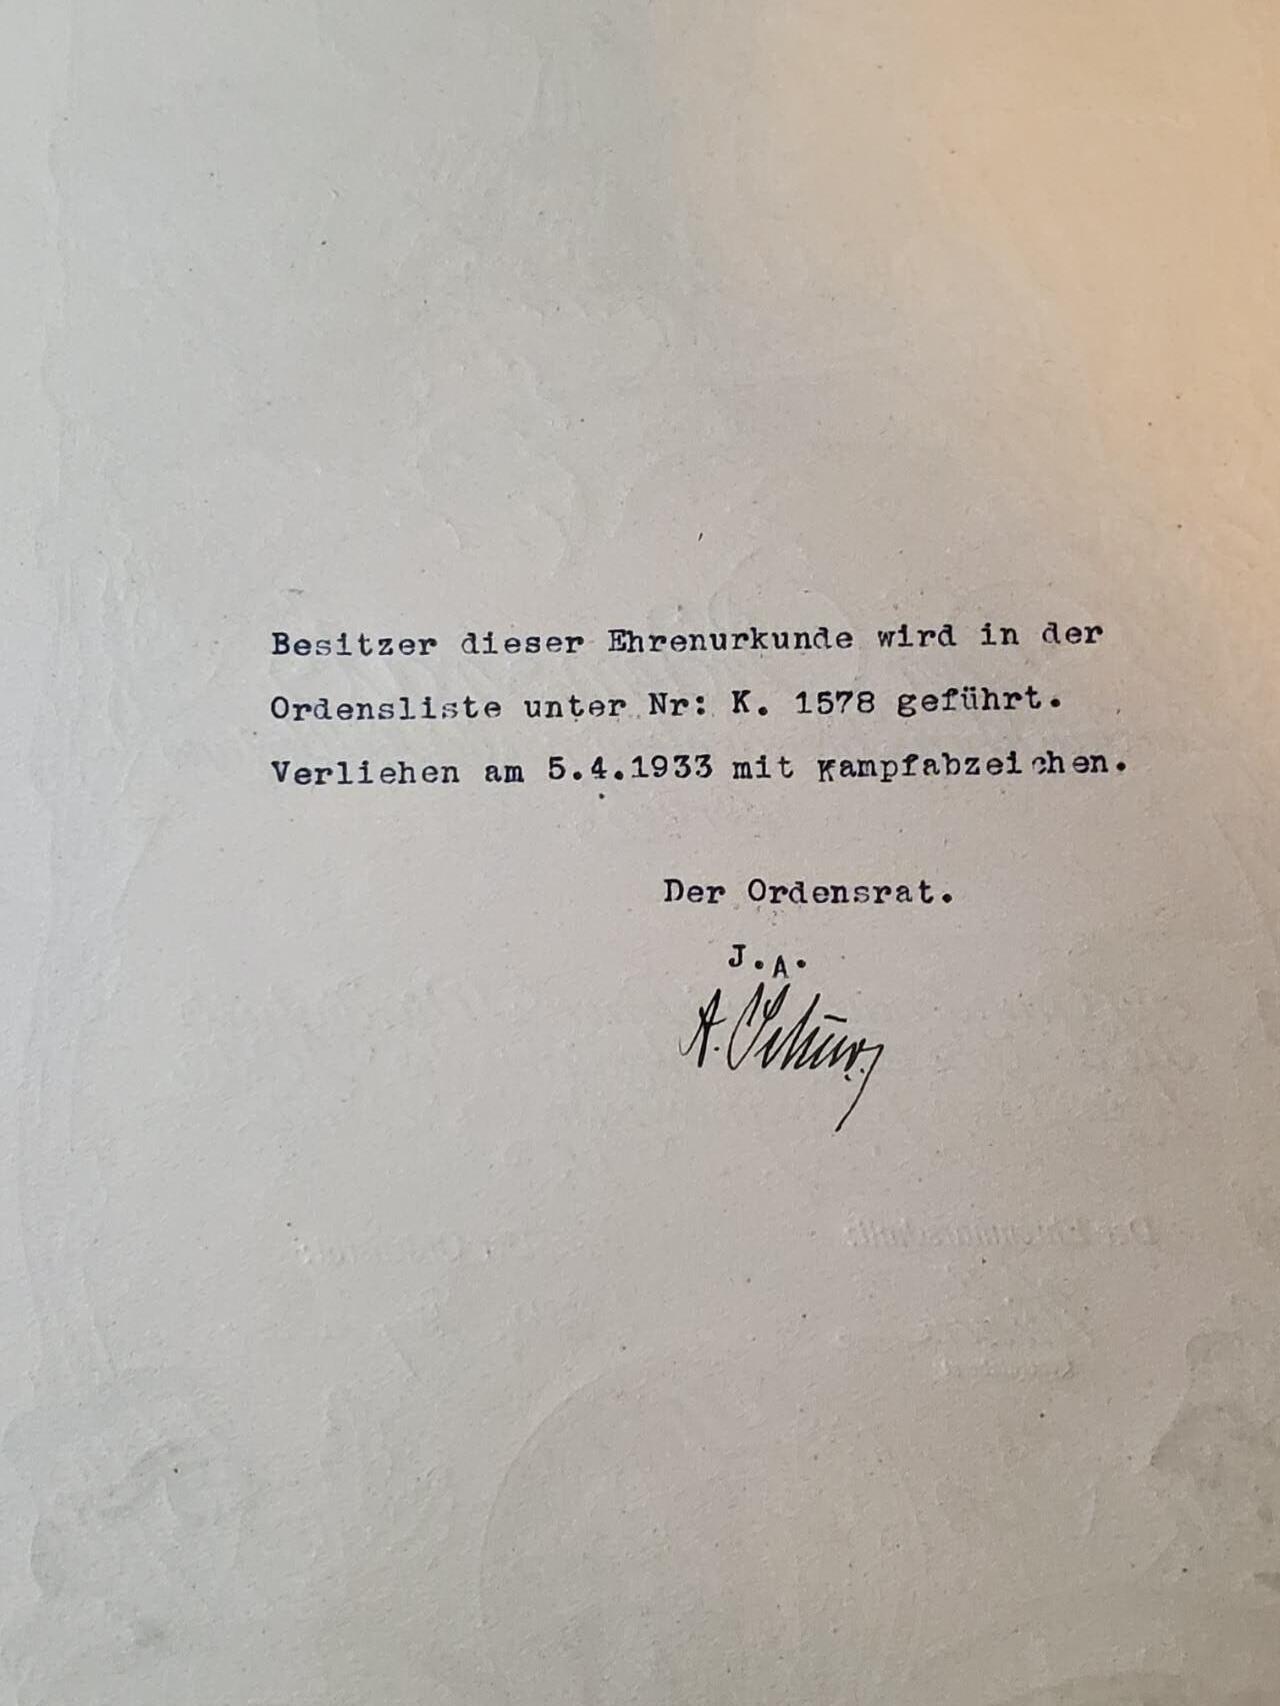 Besitzer dieser Ehrenurkunde wird in der
Ordensliste unter Nr: K. 1578 geführt.
Verliehen am 5.4.1933 mit Kampfabzeichen.
Der Ordensrat.
J.A.
A.